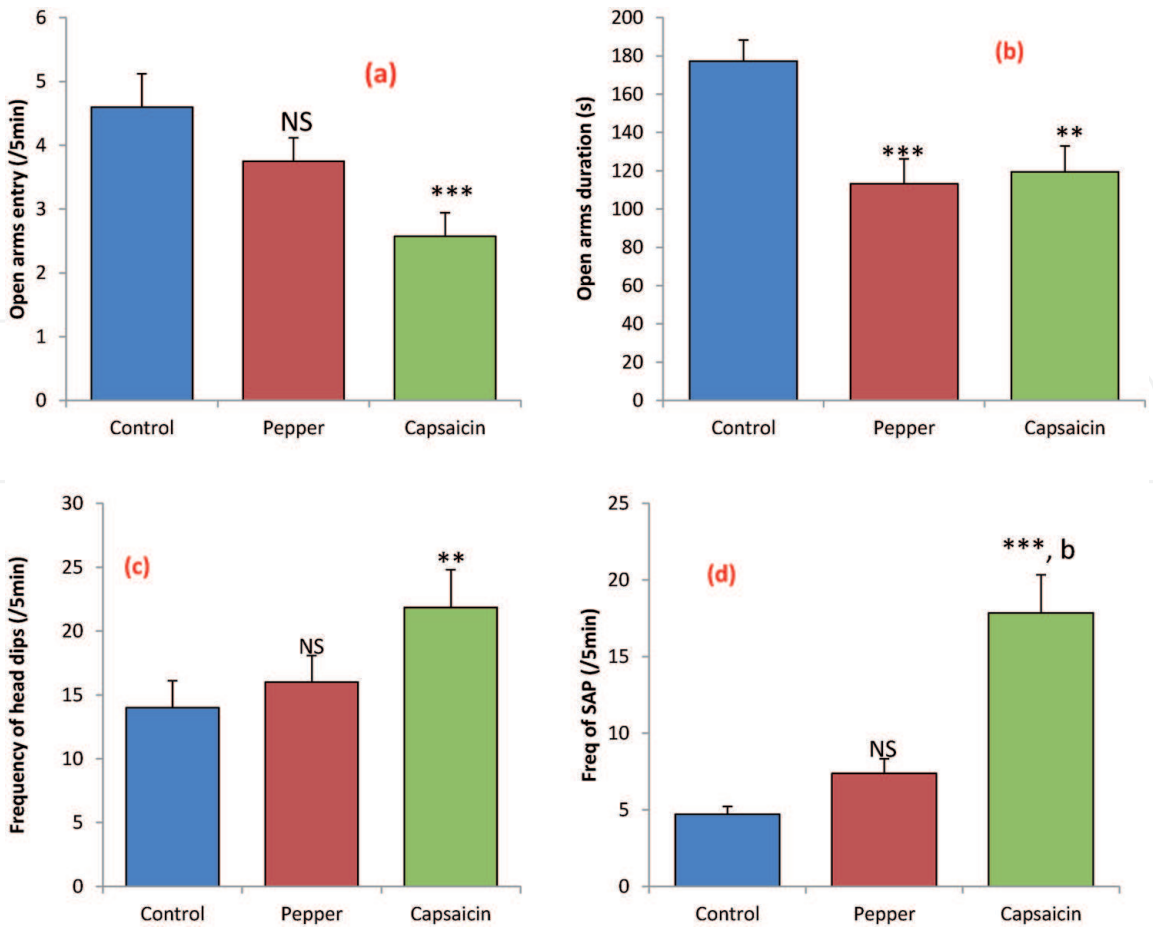 Open arms entry (/5min)
6
5
4
3
2
1
0
(a)
NS
***
Control Pepper Capsaicin
Open arms duration (s)
200
180
160
140
120
100
80
60
40
20
0
(b)
***
**
Control Pepper Capsaicin
Frequency of head dips (/5min)
30
25
20
15
10
5
0
(c)
NS
**
Control Pepper Capsaicin
Freq of SAP (/5min)
25
20
15
10
5
0
(d)
NS
***, b
Control Pepper Capsaicin